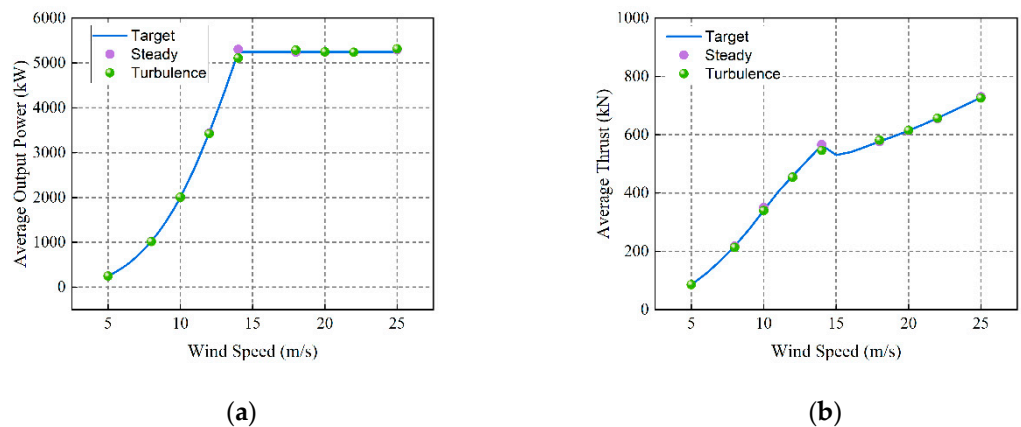 6000
5000
4000
3000
2000
1000
0
5
10
15
20
25
Average Output Power (kW)
Wind Speed (m/s)
Target
Steady
Turbulence
(a)
1000
800
600
400
200
0
5
10
15
20
25
Average Thrust (kN)
Wind Speed (m/s)
Target
Steady
Turbulence
(b)